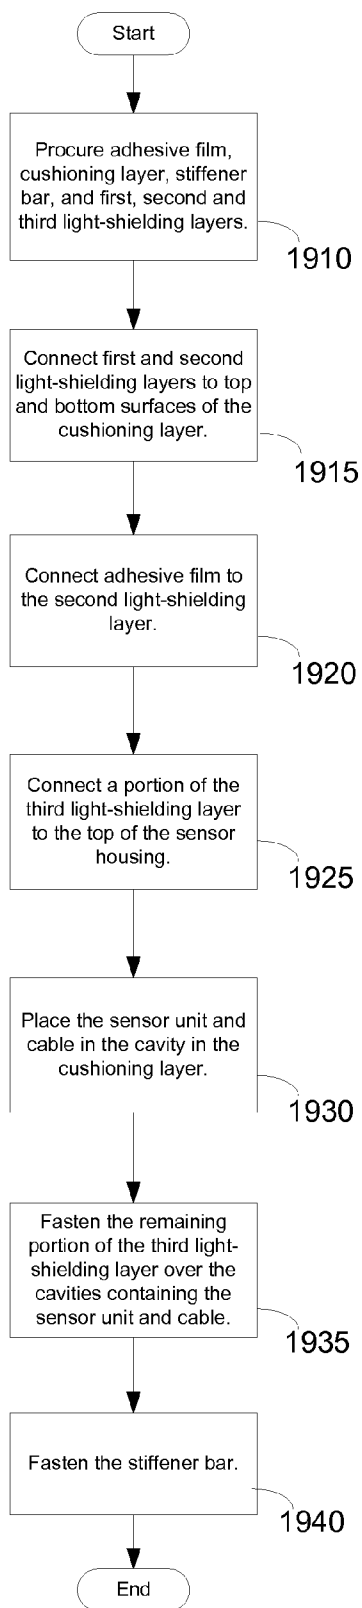 Start
Procure adhesive film,
cushioning layer, stiffener
bar, and first, second and
third light-shielding layers.
1910
Connect first and second
light-shielding layers to top
and bottom surfaces of the
cushioning layer.
1915
Connect adhesive film to
the second light-shielding
layer.
1920
Connect a portion of the
third light-shielding layer
to the top of the sensor
housing.
1925
Place the sensor unit and
cable in the cavity in the
cushioning layer.
1930
Fasten the remaining
portion of the third light-
shielding layer over the
cavities containing the
sensor unit and cable.
1935
Fasten the stiffener bar.
1940
End